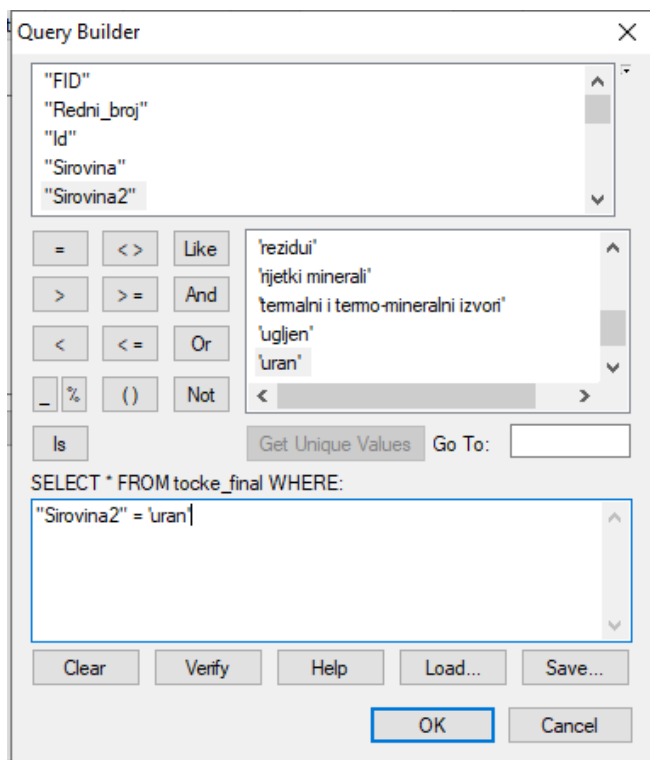 Query Builder
"FID"
"Redni_broj"
"Id"
"Sirovina"
"Sirovina2"
= < > Like
> > = And
< < = Or
_ % ( ) Not
Is
'rezidui'
'rijetki minerali'
'termalni i termo-mineralni izvori'
'ugljen'
'uran'
Get Unique Values Go To:
SELECT * FROM tocke_final WHERE:
"Sirovina2" = 'uran'
Clear Verify Help Load... Save...
OK Cancel